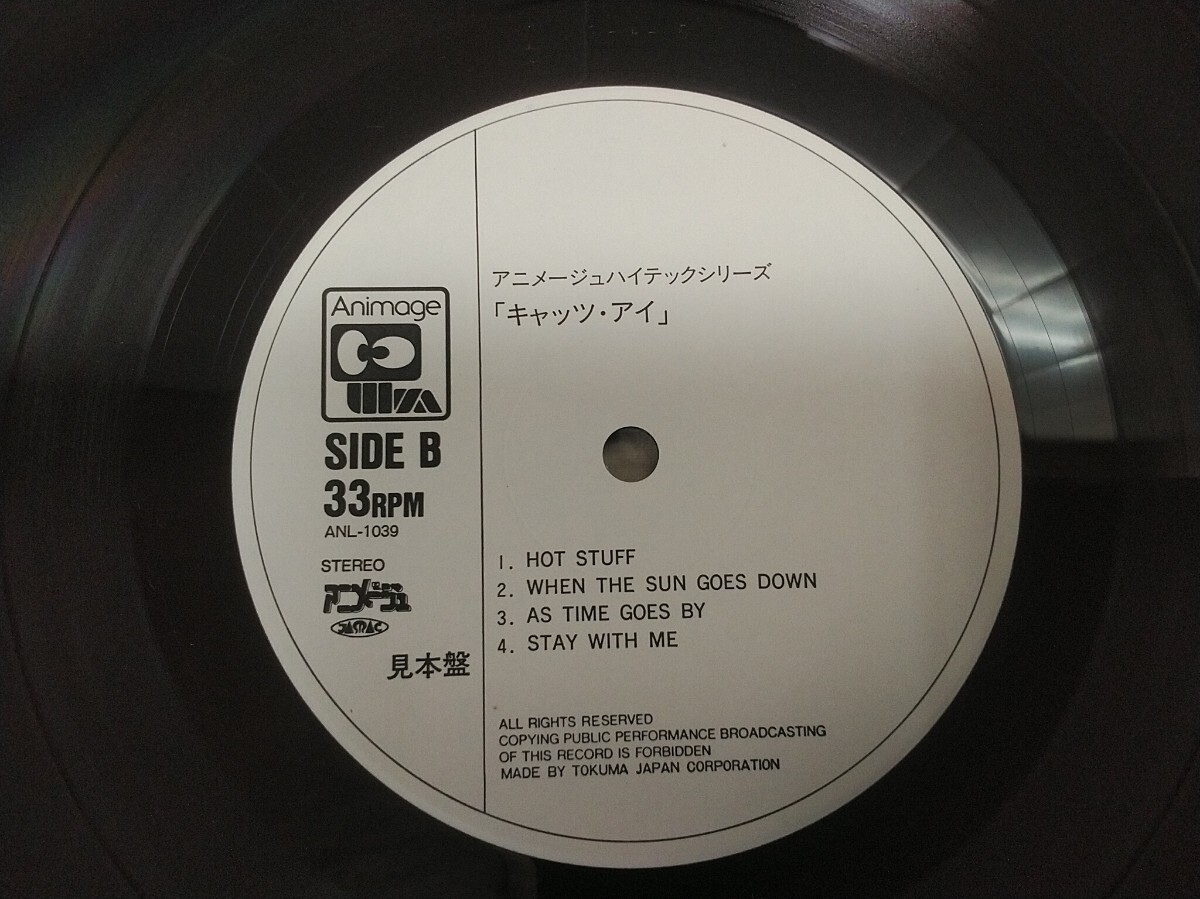 アニメージュハイテックシリーズ
「キャッツ・アイ」
Animage
SIDE B
33RPM
ANL-1039
STEREO
アニメージュ
JASRAC
見本盤
1. HOT STUFF
2. WHEN THE SUN GOES DOWN
3. AS TIME GOES BY
4. STAY WITH ME
ALL RIGHTS RESERVED
COPYING PUBLIC PERFORMANCE BROADCASTING
OF THIS RECORD IS FORBIDDEN
MADE BY TOKUMA JAPAN CORPORATION